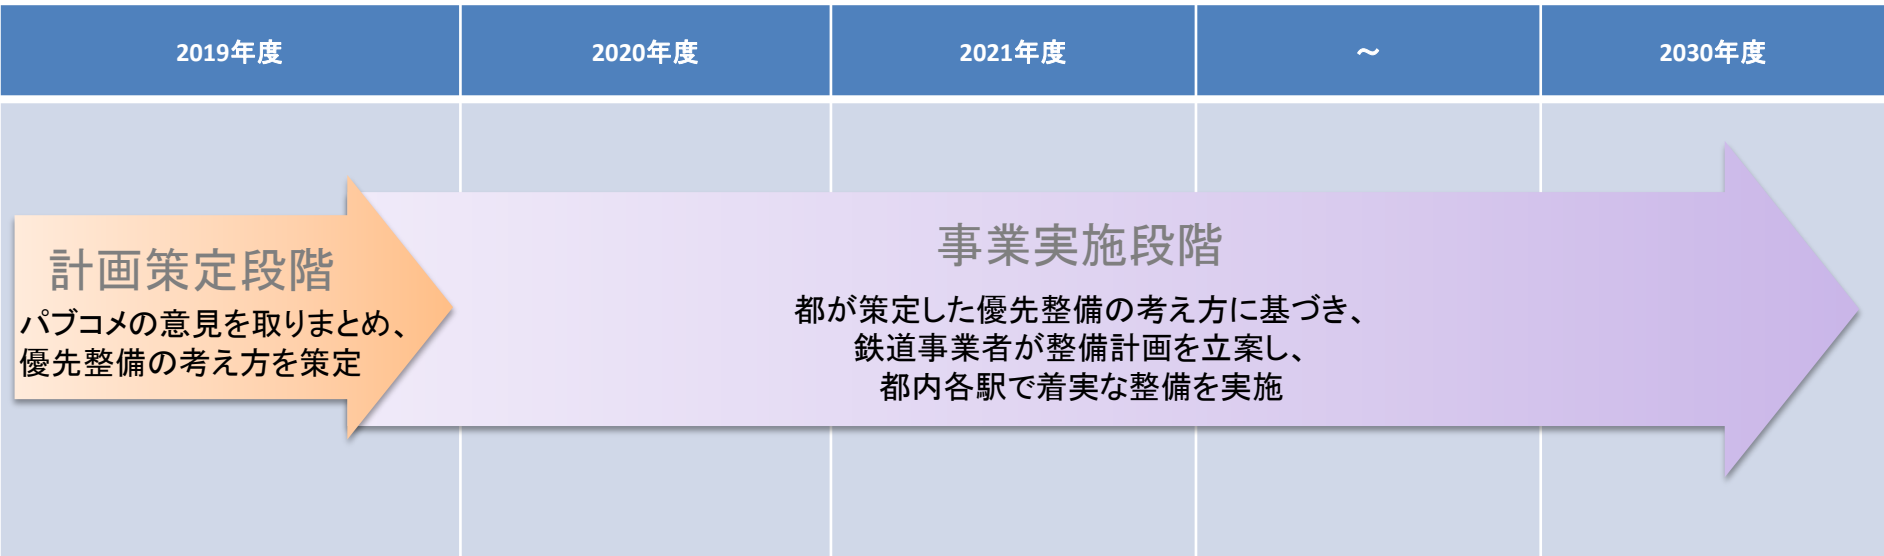 2019年度
2020年度
2021年度
～
2030年度
計画策定段階
パブコメの意見を取りまとめ、
優先整備の考え方を策定
事業実施段階
都が策定した優先整備の考え方に基づき、
鉄道事業者が整備計画を立案し、
都内各駅で着実な整備を実施